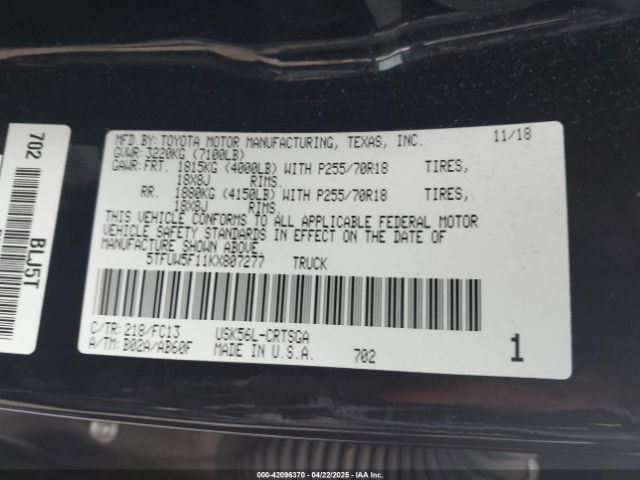 MFD.BY:TOYOTA MOTOR MANUFACTURING, TEXAS, INC. 11/18
GVWR:3220KG (7100LB)
GAWR:FRT. 1815KG (4000LB) WITH P255/70R18 TIRES,
18X8J RIMS.
RR. 1880KG (4150LB) WITH P255/70R18 TIRES,
18X8J RIMS.
THIS VEHICLE CONFORMS TO ALL APPLICABLE FEDERAL MOTOR
VEHICLE SAFETY STANDARDS IN EFFECT ON THE DATE OF
MANUFACTURE SHOWN ABOVE.
5TFUW5F11KX807277 TRUCK
C/TR:218/FC13 USK56L-CRTSGA
A/TM:B02A/AB60F MADE IN U.S.A. 702 1
702
BLJ5T
000-42096370 - 04/22/2025 - IAA Inc.